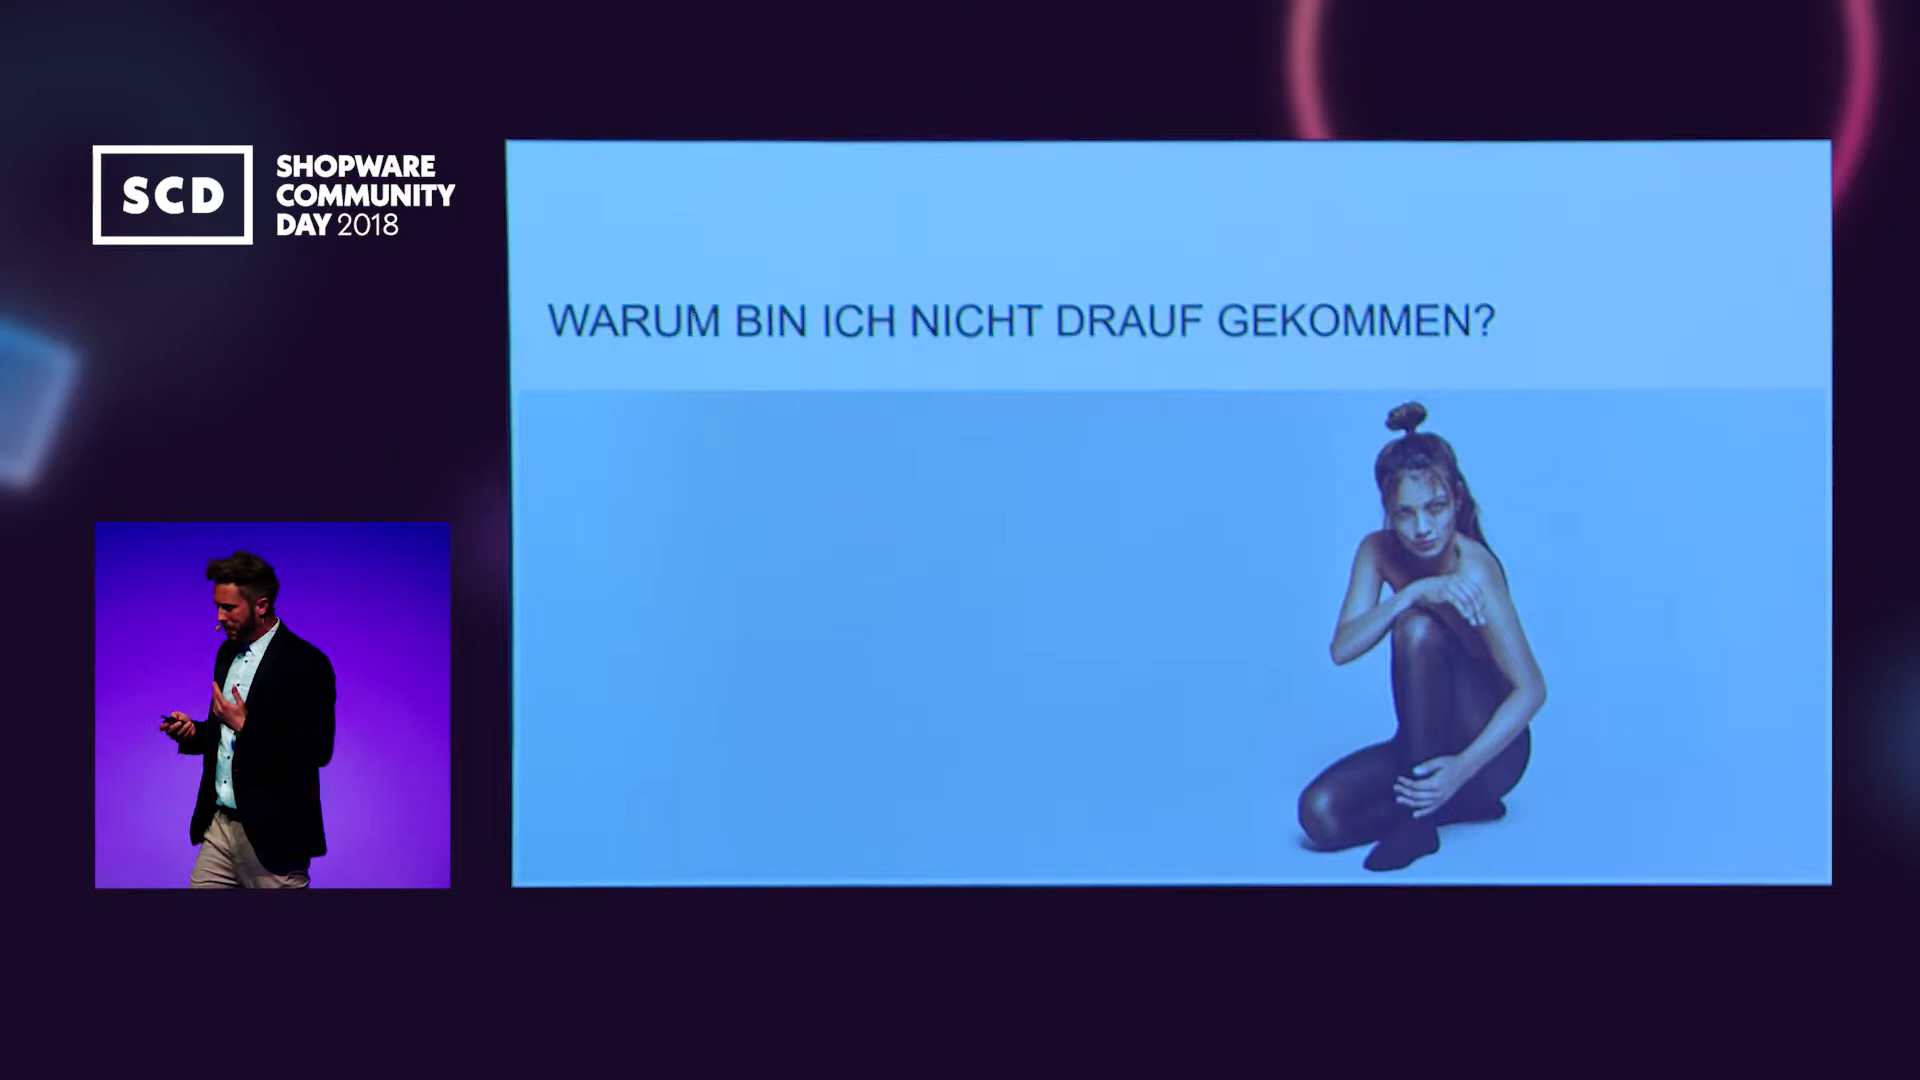 SCD
SHOPWARE
COMMUNITY
DAY 2018
WARUM BIN ICH NICHT DRAUF GEKOMMEN?